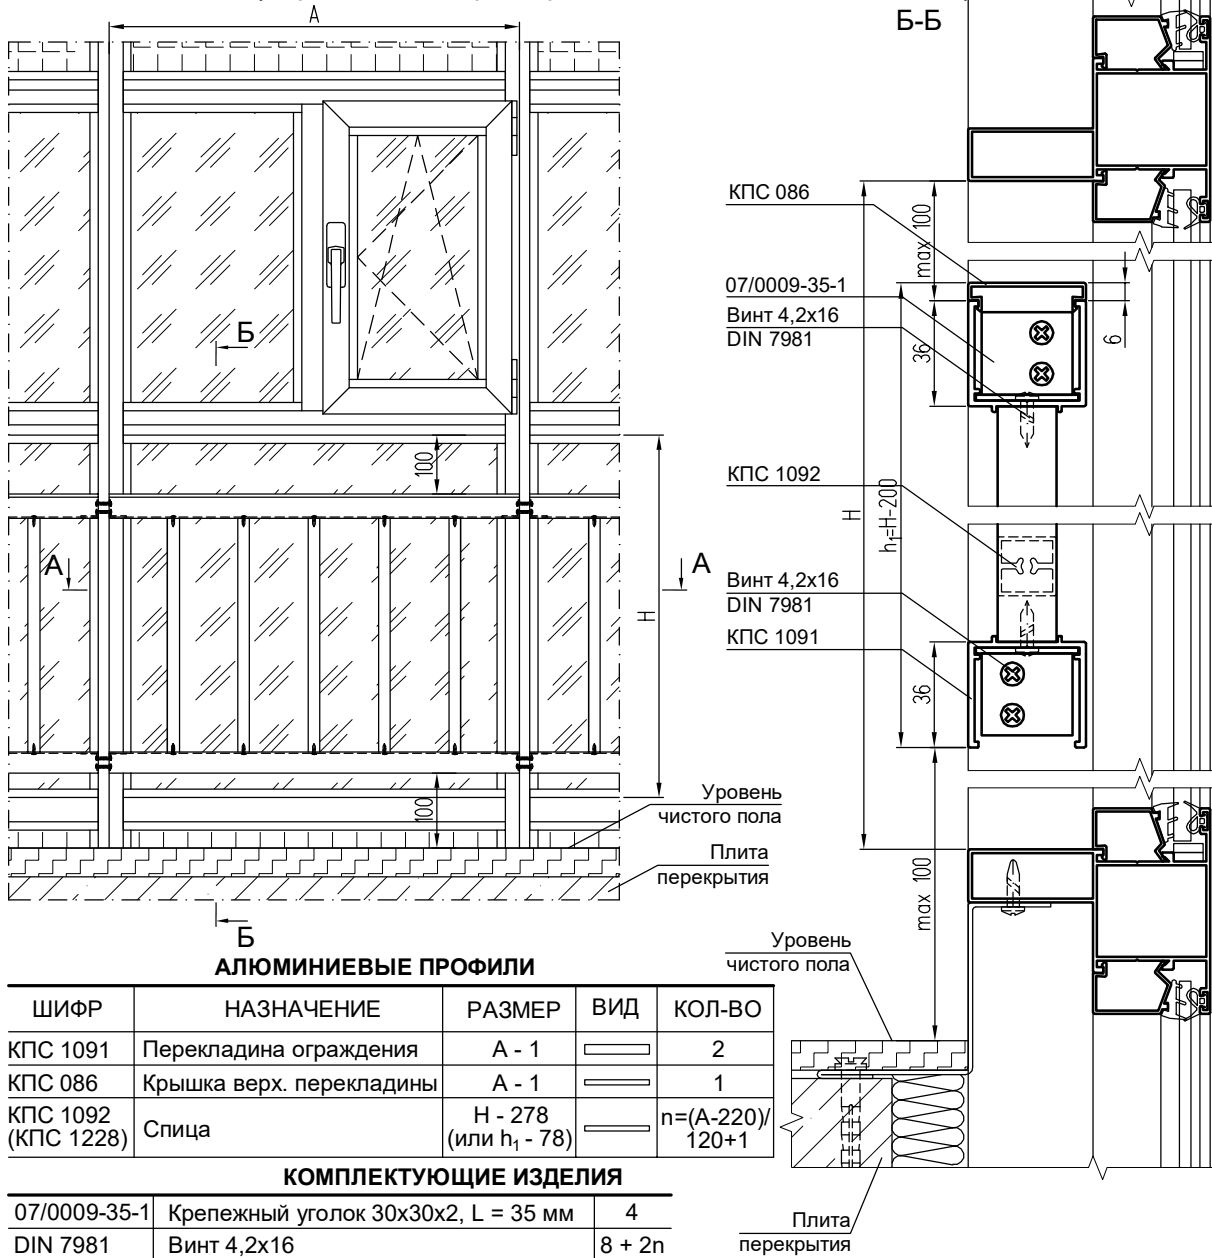 Б-Б
А
Б
100
А
А
Н
100
Уровень
чистого пола
Плита
перекрытия
Б
КПС 086
07/0009-35-1
Винт 4,2х16
DIN 7981
КПС 1092
Винт 4,2х16
DIN 7981
КПС 1091
Н
h₁=Н-200
max 100
36
6
36
max 100
Уровень
чистого пола
Плита
перекрытия
АЛЮМИНИЕВЫЕ ПРОФИЛИ
ШИФР НАЗНАЧЕНИЕ РАЗМЕР ВИД КОЛ-ВО
КПС 1091 Перекладина ограждения А - 1 2
КПС 086 Крышка верх. перекладины А - 1 1
КПС 1092 (КПС 1228) Спица Н - 278 (или h₁ - 78) n=(А-220)/120+1
КОМПЛЕКТУЮЩИЕ ИЗДЕЛИЯ
07/0009-35-1 Крепежный уголок 30х30х2, L = 35 мм 4
DIN 7981 Винт 4,2х16 8 + 2n